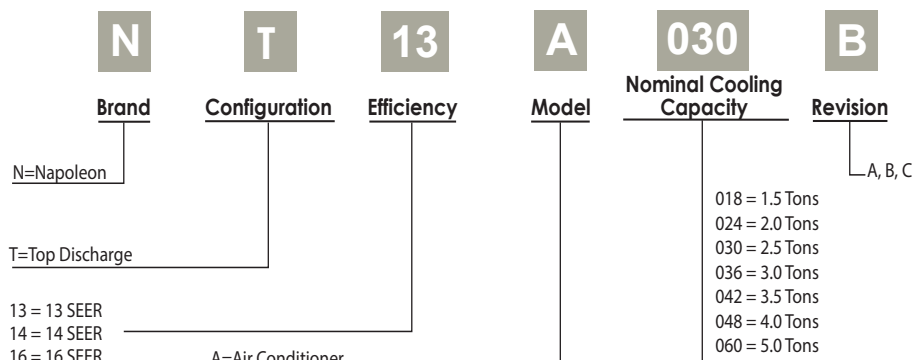 N T 13 A 030 B
Brand Configuration Efficiency Model Nominal Cooling Capacity Revision
N=Napoleon
A, B, C
T=Top Discharge
018 = 1.5 Tons
024 = 2.0 Tons
030 = 2.5 Tons
036 = 3.0 Tons
042 = 3.5 Tons
048 = 4.0 Tons
060 = 5.0 Tons
13 = 13 SEER
14 = 14 SEER
16 = 16 SEER
A=Air Conditioner